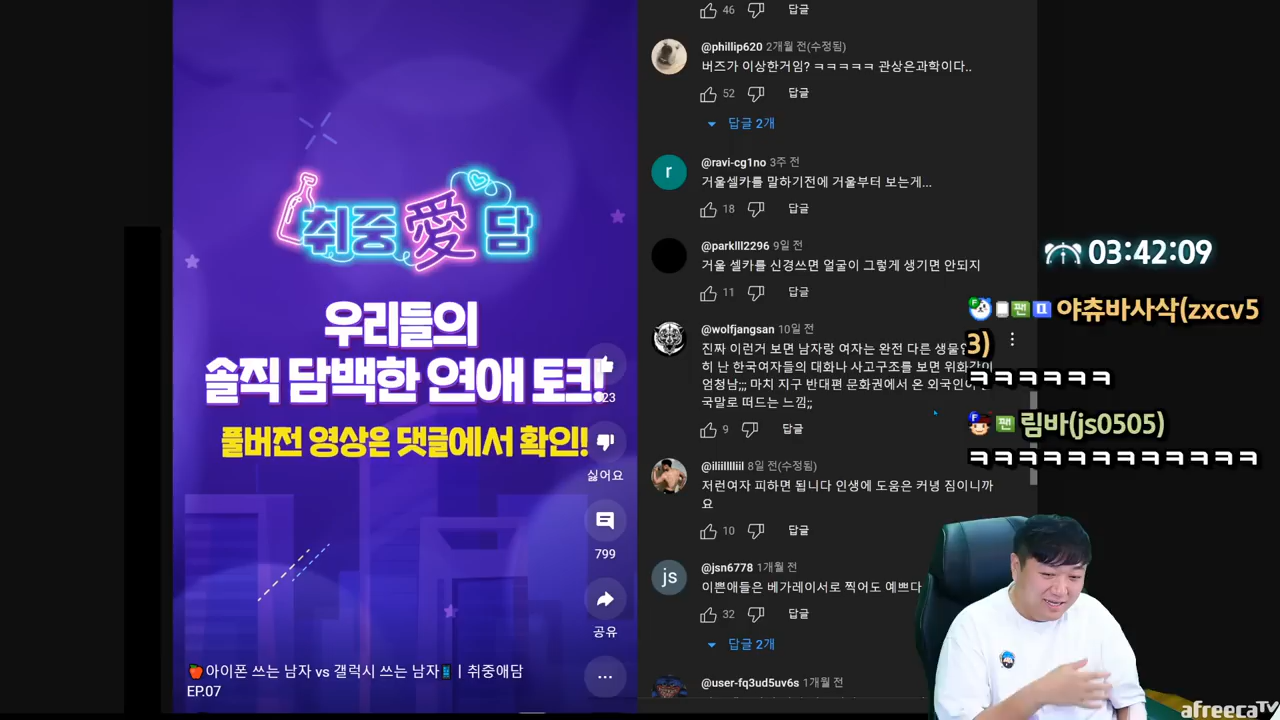 취중愛담
우리들의
솔직 담백한 연애 토크!
풀버전 영상은 댓글에서 확인!
싫어요
799
공유
🍎아이폰 쓰는 남자 vs 갤럭시 쓰는 남자📱 | 취중애담
EP.07
46
답글
@phillip620 2개월 전(수정됨)
버즈가 이상한거임? ㅋㅋㅋㅋㅋ 관상은과학이다..
52
답글
답글 2개
r
@ravi-cg1no 3주 전
거울셀카를 말하기전에 거울부터 보는게...
18
답글
@parklll2296 9일 전
거울 셀카를 신경쓰면 얼굴이 그렇게 생기면 안되지
11
답글
@wolfjangsan 10일 전
진짜 이런거 보면 남자랑 여자는 완전 다른
히 난 한국여자들의 대화나 사고구조를 보면
엄청남;;; 마치 지구 반대편 문화권에서 온
국말로 떠드는 느낌;;
9
답글
8일 전(수정됨)
저런여자 피하면 됩니다 인생에 도움은 커녕 짐이니까
요
10
답글
js
@jsn6778 1개월 전
이쁜애들은 베가레이서로 찍어도 예쁘다
32
답글
답글 2개
@user-fq3ud5uv6s 1개월 전
03:42:09
팬 야츄바사삭(zxcv5
3)
ㅋㅋㅋㅋㅋㅋ
팬 림바(js0505)
ㅋㅋㅋㅋㅋㅋㅋㅋㅋㅋㅋㅋ
afreecaTV